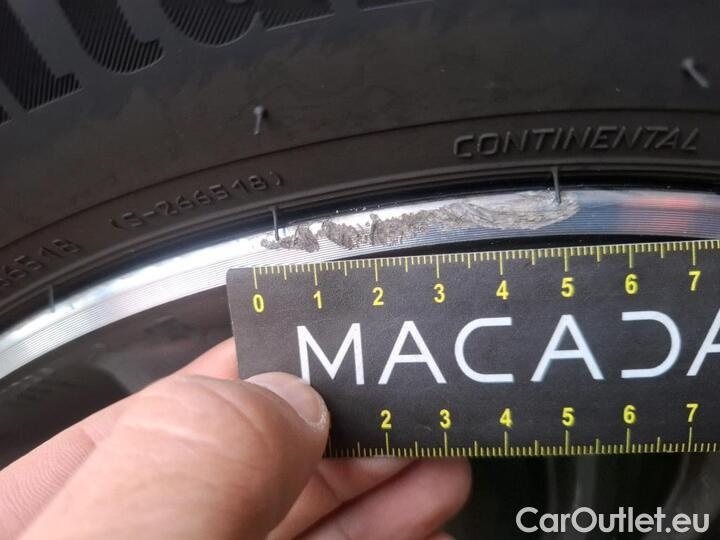 CONTINENTAL
(S-266518)
66518
0 1 2 3 4 5 6 7
MACADA
2 3 4 5 6 7
CarOutlet.eu